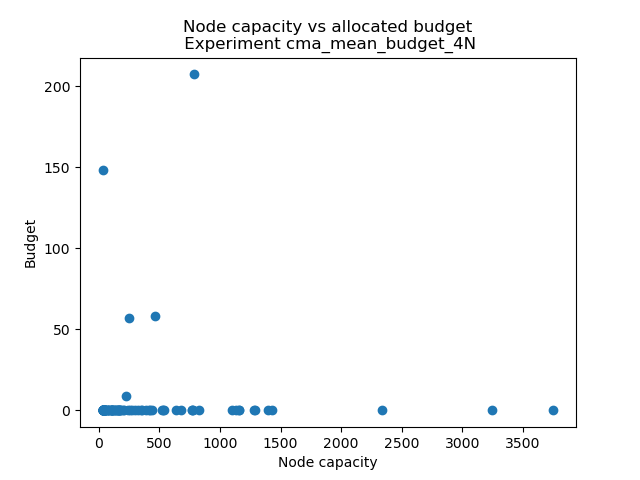 Node capacity vs allocated budget
Experiment cma_mean_budget_4N
200
150
100
50
0
Budget
0 500 1000 1500 2000 2500 3000 3500
Node capacity